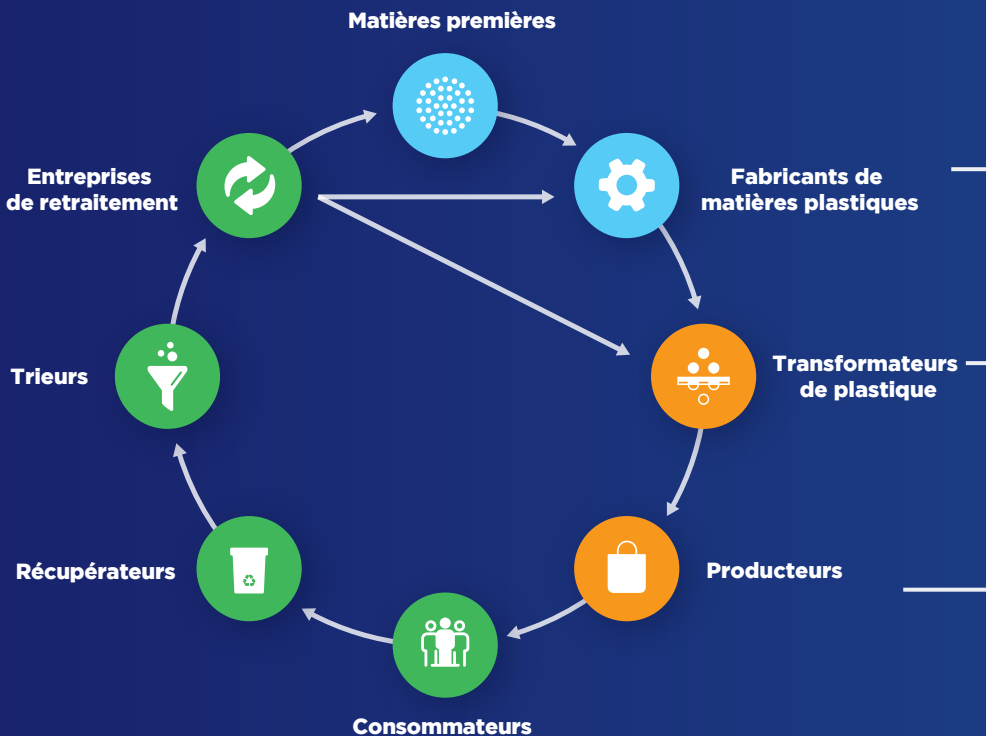 Matières premières
Entreprises
de retraitement
Fabricants de
matières plastiques
Trieurs
Transformateurs
de plastique
Récupérateurs
Producteurs
Consommateurs